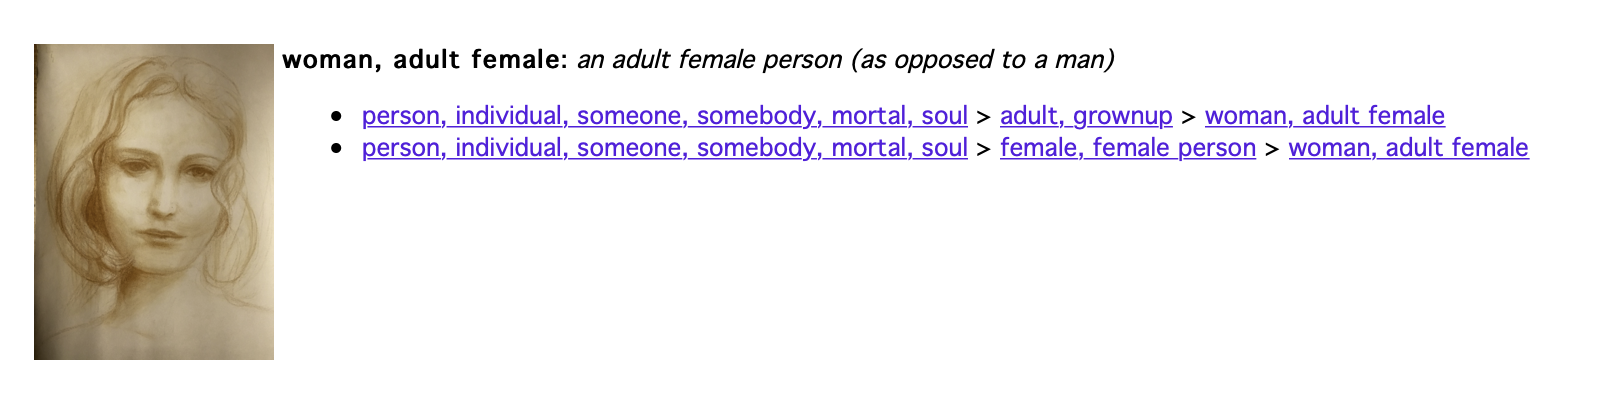 woman, adult female: an adult female person (as opposed to a man)
• person, individual, someone, somebody, mortal, soul > adult, grownup > woman, adult female
• person, individual, someone, somebody, mortal, soul > female, female person > woman, adult female